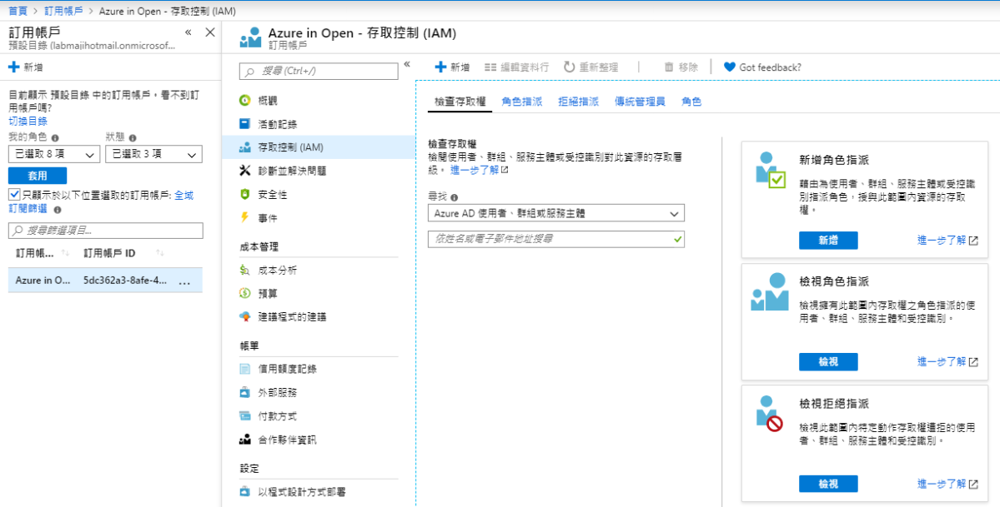 首頁 > 訂用帳戶 > Azure in Open - 存取控制 (IAM)
訂用帳戶
預設目錄 (labmajihotmail.onmicrosof...
« ×
新增
目前顯示 預設目錄 中的訂用帳戶。看不到訂
用帳戶嗎?
切換目錄
我的角色 狀態
已選取 8 項 已選取 3 項
套用
只顯示於以下位置選取的訂用帳戶: 全域
訂閱篩選
搜尋篩選項目...
訂用帳... 訂用帳戶 ID
Azure in O... 5dc362a3-8afe-4... ...
Azure in Open - 存取控制 (IAM)
訂用帳戶
搜尋 (Ctrl+/)
«
概觀
活動記錄
存取控制 (IAM)
診斷並解決問題
安全性
事件
成本管理
成本分析
預算
建議程式的建議
帳單
信用額度記錄
外部服務
付款方式
合作夥伴資訊
設定
以程式設計方式部署
新增 編輯資料行 重新整理 移除 Got feedback?
檢查存取權 角色指派 拒絕指派 傳統管理員 角色
檢查存取權
檢閱使用者、群組、服務主體或受控識別對此資源的存取層
級。 進一步了解
尋找
Azure AD 使用者、群組或服務主體
依姓名或電子郵件地址搜尋
新增角色指派
藉由為使用者、群組、服務主體或受控識
別指派角色，授與此範圍內資源的存取
權。
新增 進一步了解
檢視角色指派
檢視擁有此範圍內存取權之角色指派的使
用者、群組、服務主體和受控識別。
檢視 進一步了解
檢視拒絕指派
檢視此範圍內特定動作存取權遭拒的使用
者、群組、服務主體和受控識別。
檢視 進一步了解